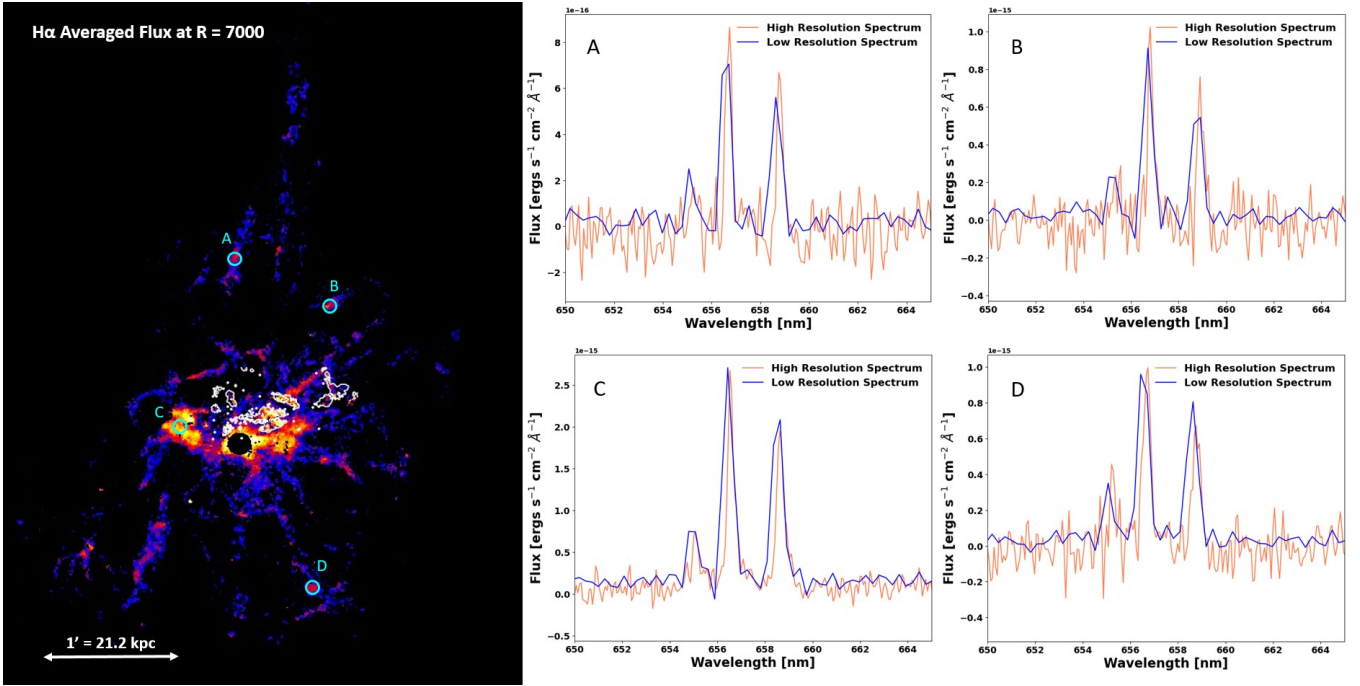 Hα Averaged Flux at R = 7000
A
B
C
D
1' = 21.2 kpc
1e−16
A
High Resolution Spectrum
Low Resolution Spectrum
8
6
4
2
0
−2
Flux [ergs s⁻¹ cm⁻² Å⁻¹]
650 652 654 656 658 660 662 664
Wavelength [nm]
1e−15
B
High Resolution Spectrum
Low Resolution Spectrum
1.0
0.8
0.6
0.4
0.2
0.0
−0.2
−0.4
Flux [ergs s⁻¹ cm⁻² Å⁻¹]
650 652 654 656 658 660 662 664
Wavelength [nm]
1e−15
C
High Resolution Spectrum
Low Resolution Spectrum
2.5
2.0
1.5
1.0
0.5
0.0
−0.5
Flux [ergs s⁻¹ cm⁻² Å⁻¹]
650 652 654 656 658 660 662 664
Wavelength [nm]
1e−15
D
High Resolution Spectrum
Low Resolution Spectrum
1.0
0.8
0.6
0.4
0.2
0.0
−0.2
−0.4
Flux [ergs s⁻¹ cm⁻² Å⁻¹]
650 652 654 656 658 660 662 664
Wavelength [nm]